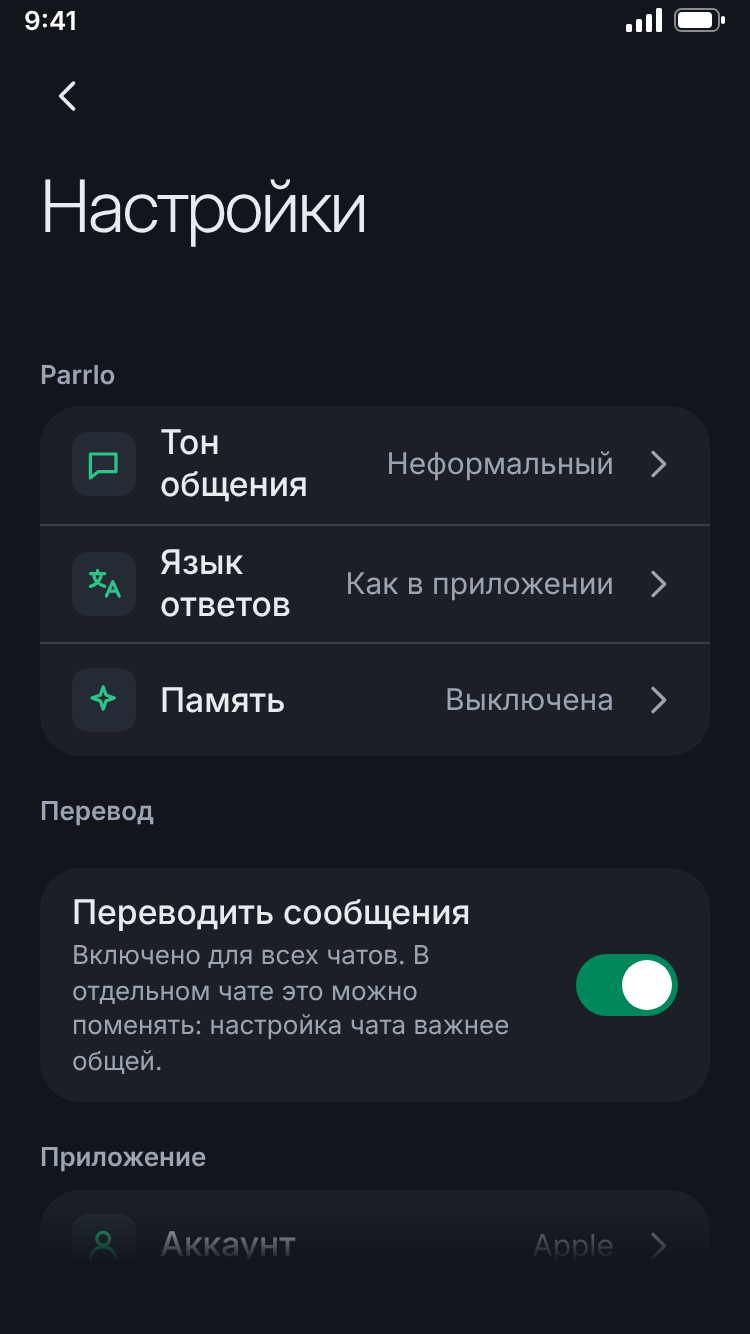 9:41
Настройки
Parrlo
Тон
общения
Неформальный
Язык
ответов
Как в приложении
Память
Выключена
Перевод
Переводить сообщения
Включено для всех чатов. В
отдельном чате это можно
поменять: настройка чата важнее
общей.
Приложение
Аккаунт
Apple